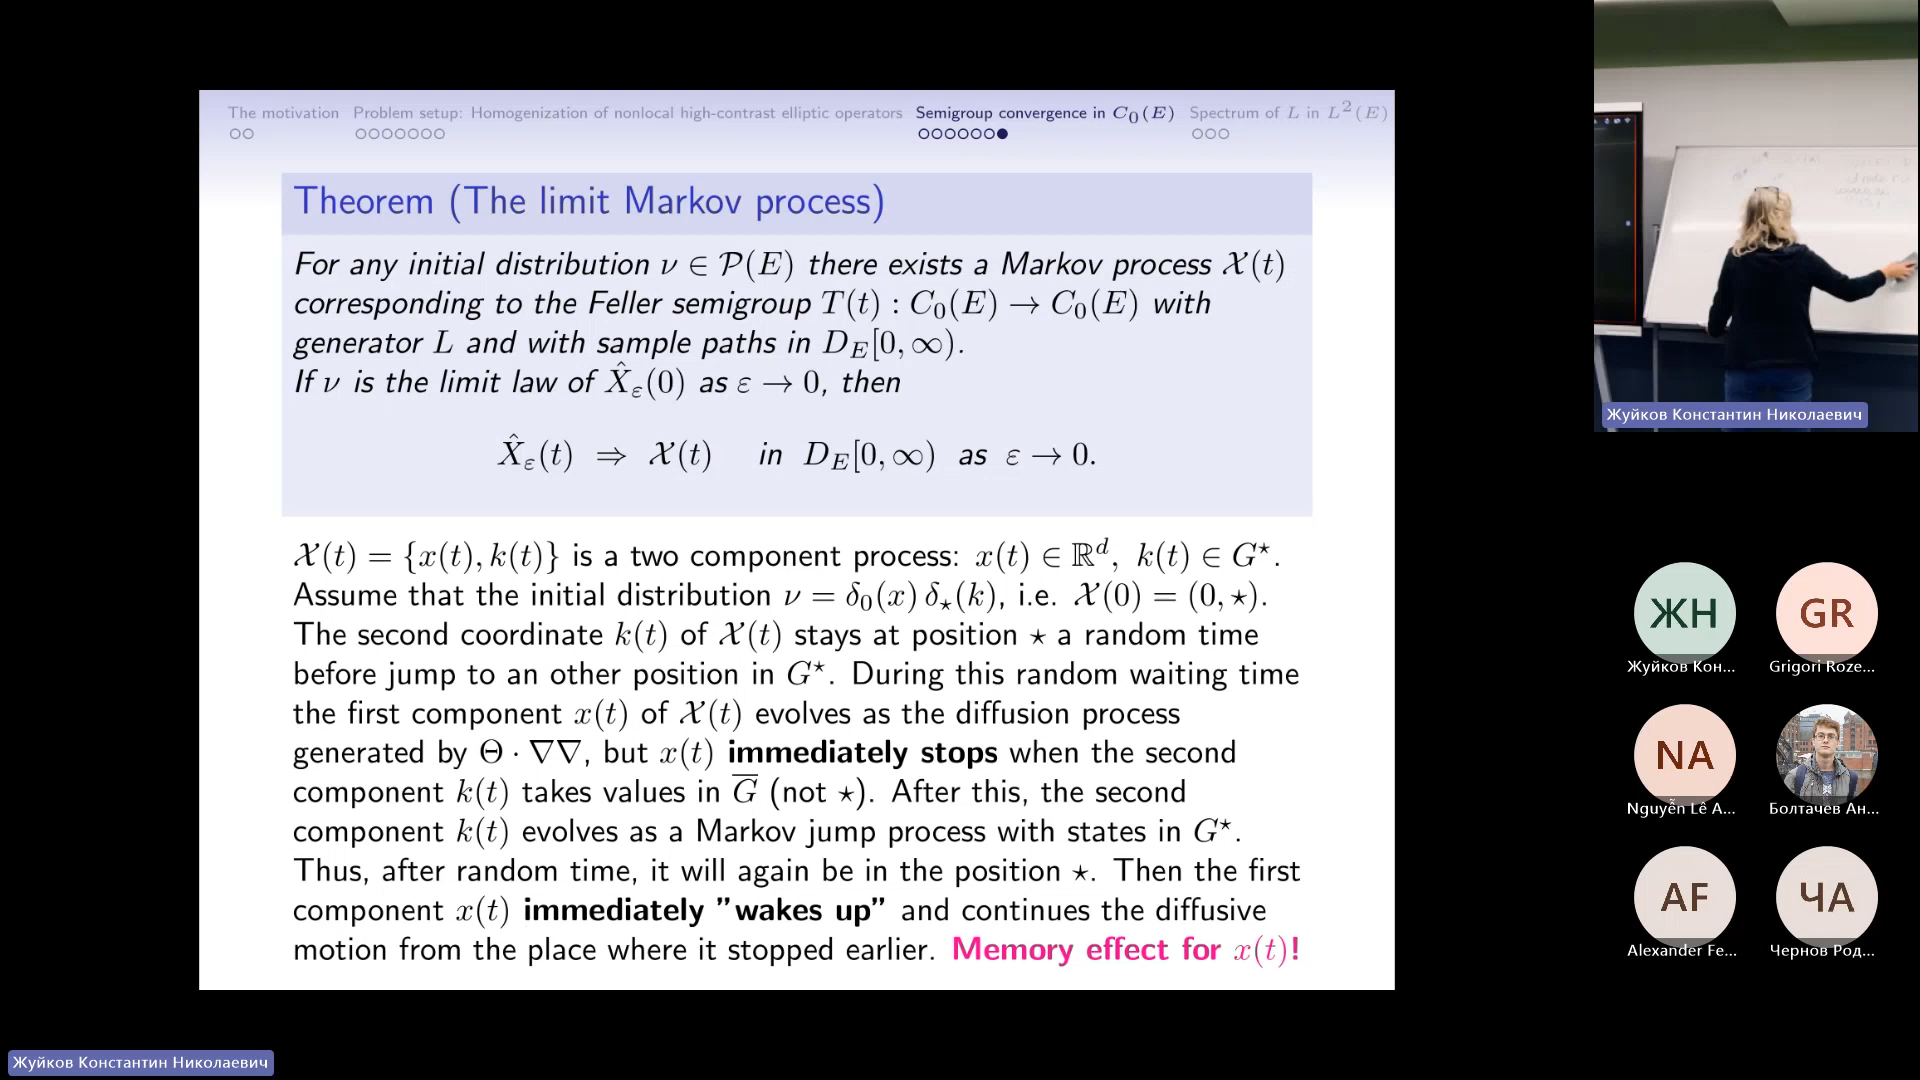 The motivation Problem setup: Homogenization of nonlocal high-contrast elliptic operators Semigroup convergence in C₀(E) Spectrum of L in L²(E)
Theorem (The limit Markov process)
For any initial distribution ν ∈ 𝒫(E) there exists a Markov process 𝒳(t)
corresponding to the Feller semigroup T(t) : C₀(E) → C₀(E) with
generator L and with sample paths in D_E[0, ∞).
If ν is the limit law of X̂_ε(0) as ε → 0, then
X̂_ε(t) ⇒ 𝒳(t) in D_E[0, ∞) as ε → 0.
𝒳(t) = {x(t), k(t)} is a two component process: x(t) ∈ ℝᵈ, k(t) ∈ G⋆.
Assume that the initial distribution ν = δ₀(x) δ⋆(k), i.e. 𝒳(0) = (0, ⋆).
The second coordinate k(t) of 𝒳(t) stays at position ⋆ a random time
before jump to an other position in G⋆. During this random waiting time
the first component x(t) of 𝒳(t) evolves as the diffusion process
generated by Θ · ∇∇, but x(t) immediately stops when the second
component k(t) takes values in G̅ (not ⋆). After this, the second
component k(t) evolves as a Markov jump process with states in G⋆.
Thus, after random time, it will again be in the position ⋆. Then the first
component x(t) immediately "wakes up" and continues the diffusive
motion from the place where it stopped earlier. Memory effect for x(t)!
Жуйков Константин Николаевич
ЖН
Жуйков Кон...
GR
Grigori Roze...
NA
Nguyễn Lê A...
Болтачев Ан...
AF
Alexander Fe...
ЧА
Чернов Род...
Жуйков Константин Николаевич